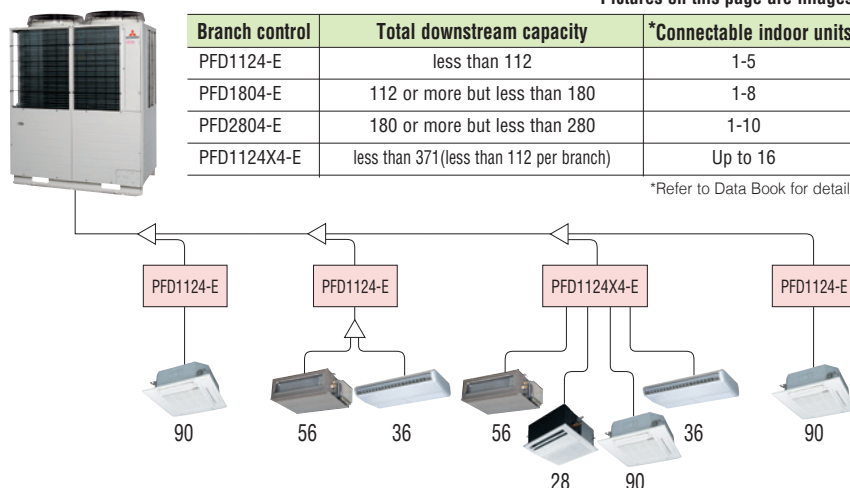 Pictures on this page are images
Branch control Total downstream capacity *Connectable indoor units
PFD1124-E less than 112 1-5
PFD1804-E 112 or more but less than 180 1-8
PFD2804-E 180 or more but less than 280 1-10
PFD1124X4-E less than 371(less than 112 per branch) Up to 16
*Refer to Data Book for detail
PFD1124-E PFD1124-E PFD1124X4-E PFD1124-E
90 56 36 56 36 90
28 90